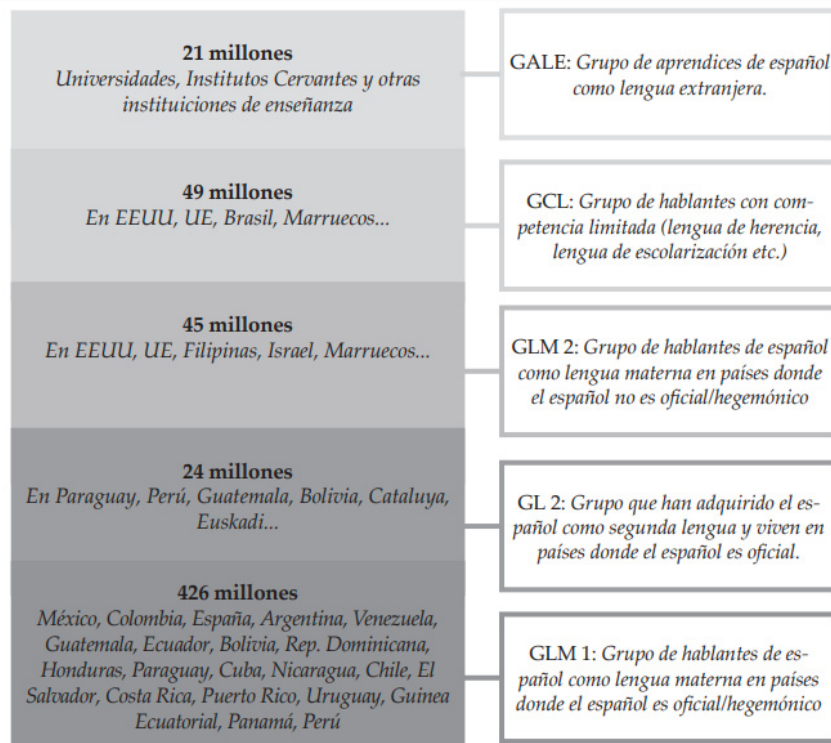 21 millones
Universidades, Institutos Cervantes y otras
instituiciones de enseñanza
GALE: Grupo de aprendices de español
como lengua extranjera.
49 millones
En EEUU, UE, Brasil, Marruecos...
GCL: Grupo de hablantes con com-
petencia limitada (lengua de herencia,
lengua de escolarizacíón etc.)
45 millones
En EEUU, UE, Filipinas, Israel, Marruecos...
GLM 2: Grupo de hablantes de español
como lengua materna en países donde
el español no es oficial/hegemónico
24 millones
En Paraguay, Perú, Guatemala, Bolivia, Cataluya,
Euskadi...
GL 2: Grupo que han adquirido el es-
pañol como segunda lengua y viven en
países donde el español es oficial.
426 millones
México, Colombia, España, Argentina, Venezuela,
Guatemala, Ecuador, Bolivia, Rep. Dominicana,
Honduras, Paraguay, Cuba, Nicaragua, Chile, El
Salvador, Costa Rica, Puerto Rico, Uruguay, Guinea
Ecuatorial, Panamá, Perú
GLM 1: Grupo de hablantes de es-
pañol como lengua materna en países
donde el español es oficial/hegemónico